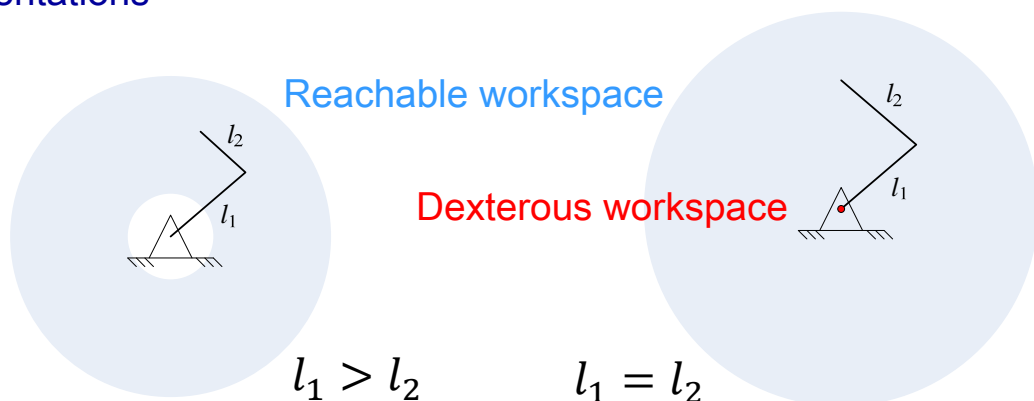 Reachable workspace
l₂
l₁
l₂
l₁
Dexterous workspace
l₁ > l₂
l₁ = l₂